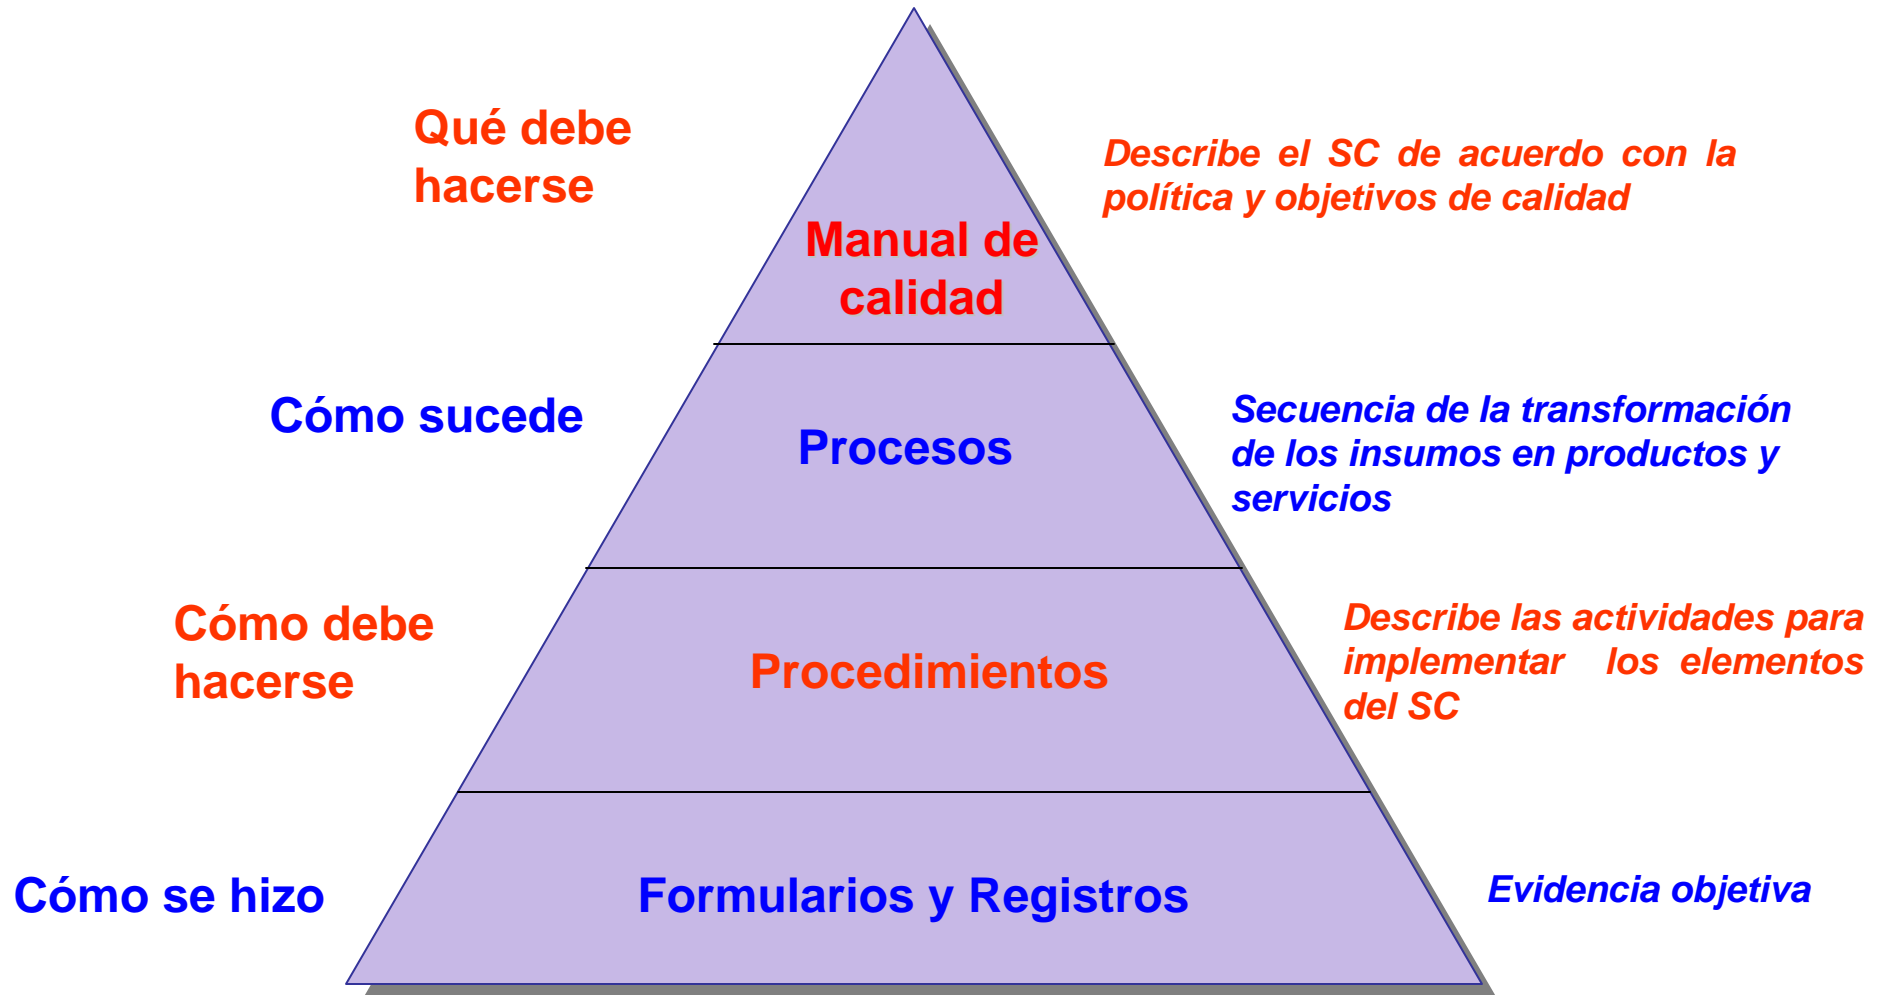 Qué debe
hacerse
Manual de
calidad
Describe el SC de acuerdo con la
política y objetivos de calidad
Cómo sucede
Procesos
Secuencia de la transformación
de los insumos en productos y
servicios
Cómo debe
hacerse
Procedimientos
Describe las actividades para
implementar los elementos
del SC
Cómo se hizo
Formularios y Registros
Evidencia objetiva